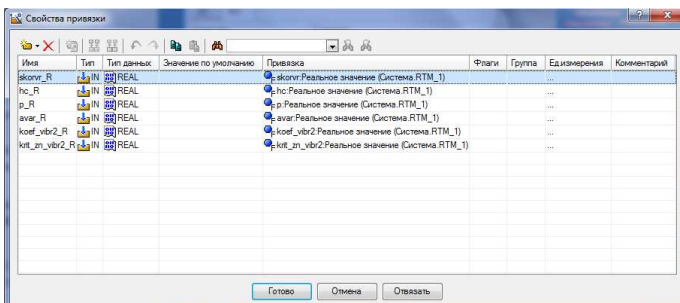 Свойства привязки
Имя Тип Тип данных Значение по умолчанию Привязка Флаги Группа Ед.измерения Комментарий
skorvr_R IN REAL skorvr:Реальное значение (Система.RTM_1) ...
hc_R IN REAL hc:Реальное значение (Система.RTM_1) ...
p_R IN REAL p:Реальное значение (Система.RTM_1) ...
avar_R IN REAL avar:Реальное значение (Система.RTM_1) ...
koef_vibr2_R IN REAL koef_vibr2:Реальное значение (Система.RTM_1) ...
krit_zn_vibr2_R IN REAL krit_zn_vibr2:Реальное значение (Система.RTM_1) ...
Готово Отмена Отвязать